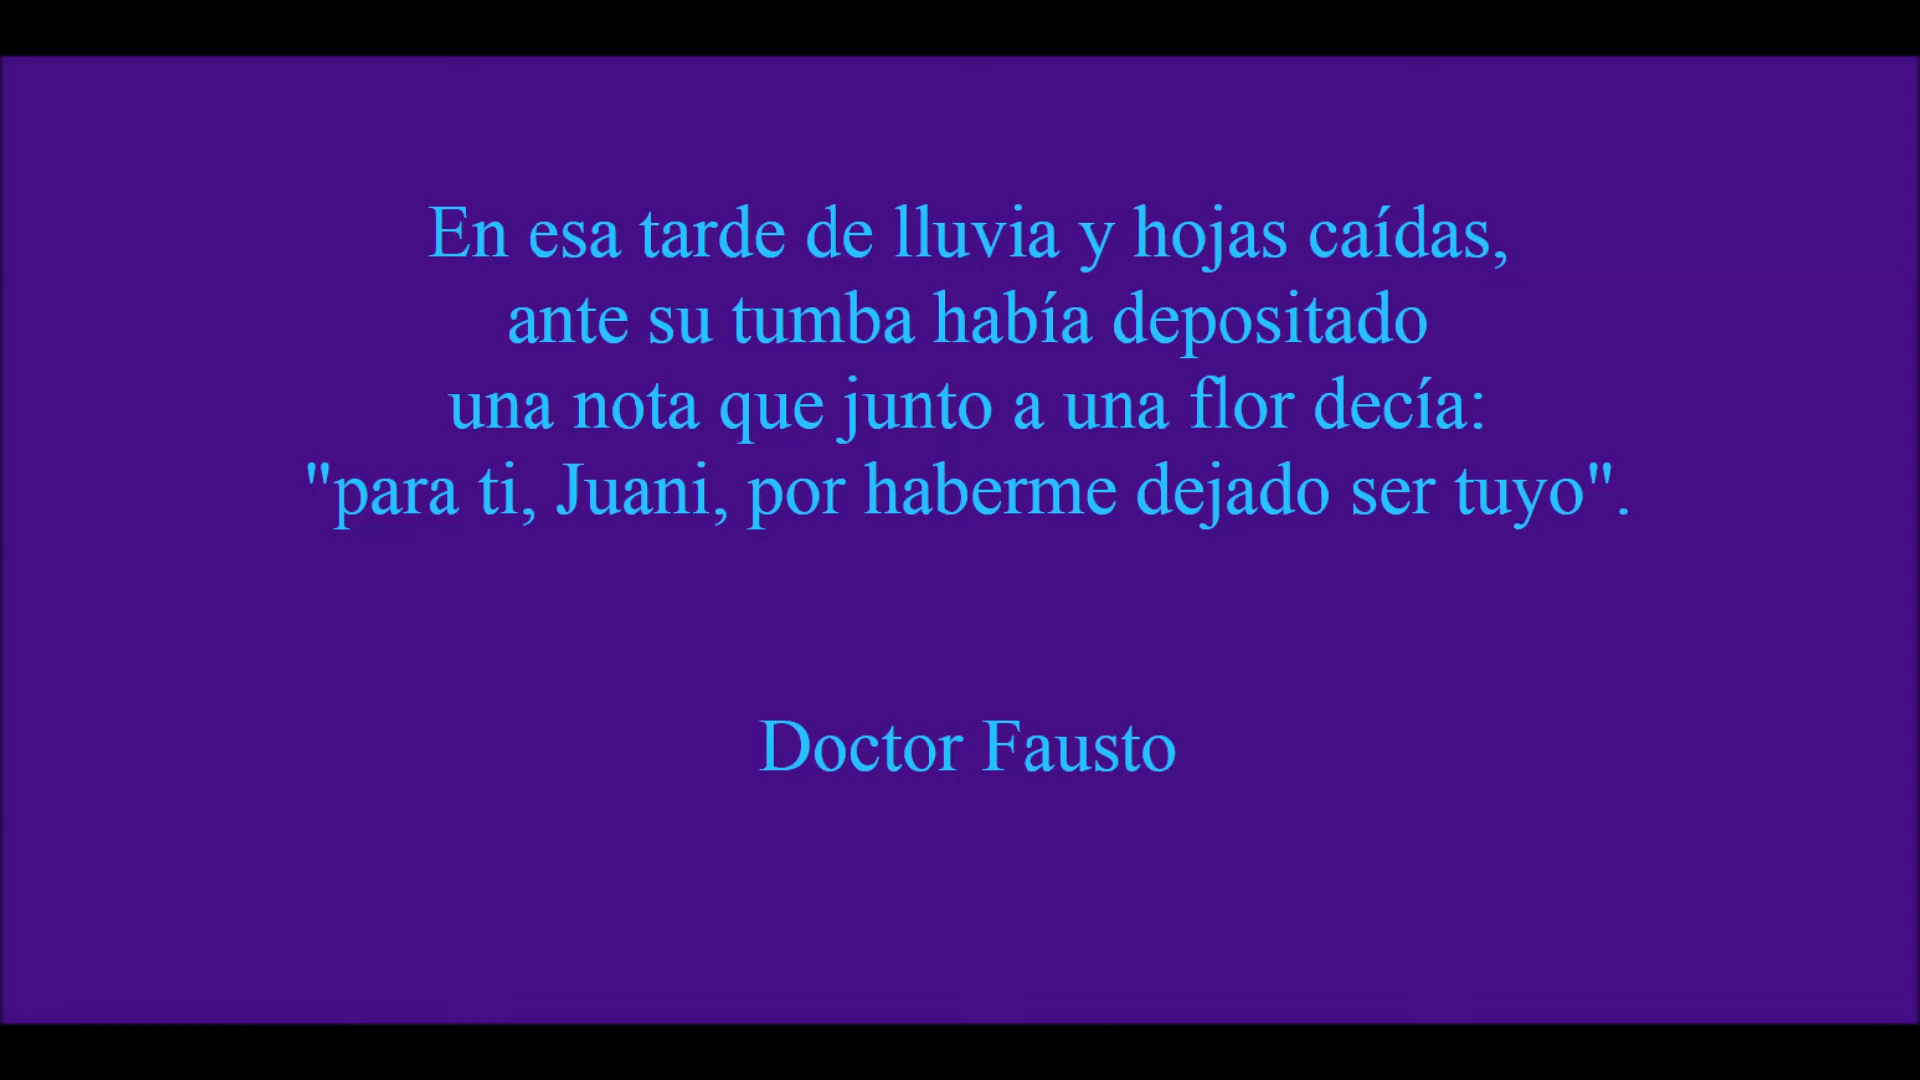 En esa tarde de lluvia y hojas caídas,
ante su tumba había depositado
una nota que junto a una flor decía:
"para ti, Juani, por haberme dejado ser tuyo".
Doctor Fausto